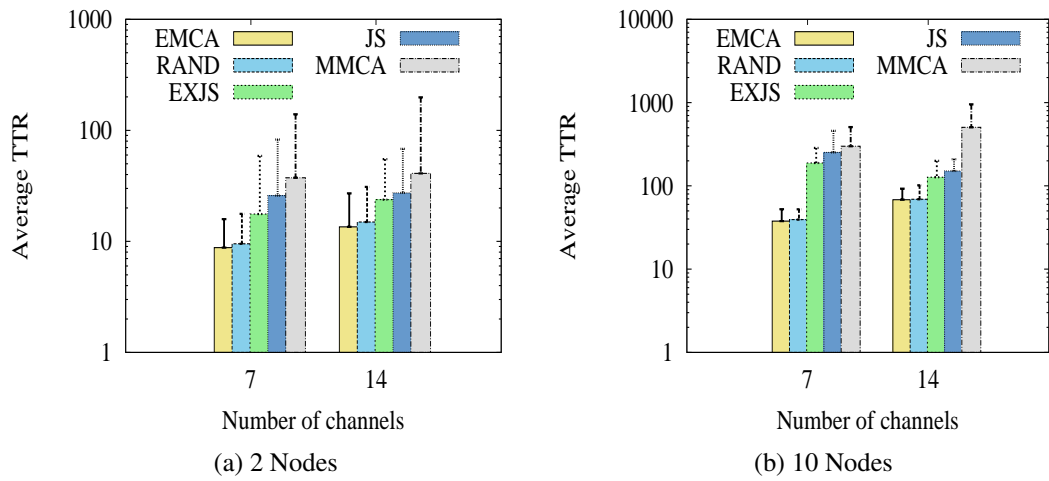 1000
100
10
1
Average TTR
EMCA
RAND
EXJS
JS
MMCA
7
14
Number of channels
(a) 2 Nodes
10000
1000
100
10
1
Average TTR
EMCA
RAND
EXJS
JS
MMCA
7
14
Number of channels
(b) 10 Nodes